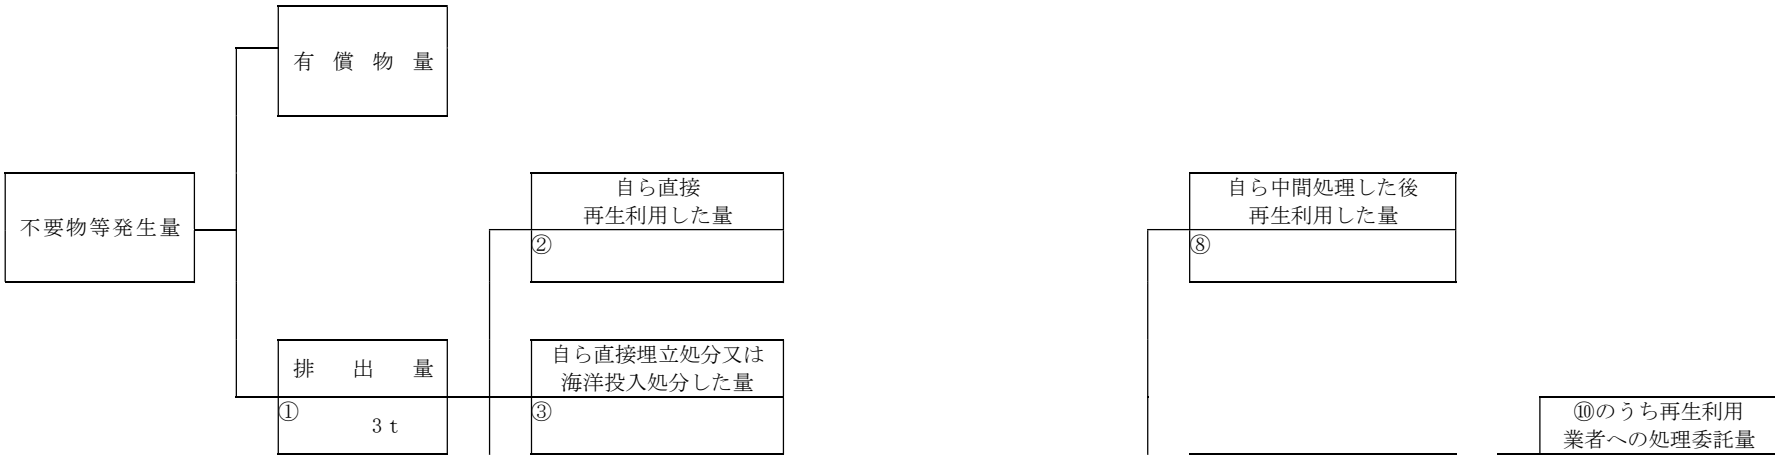 有償物量
不要物等発生量
自ら直接
再生利用した量
②
自ら中間処理した後
再生利用した量
⑧
排出量
①
3t
自ら直接埋立処分又は
海洋投入処分した量
③
⑩のうち再生利用
業者への処理委託量